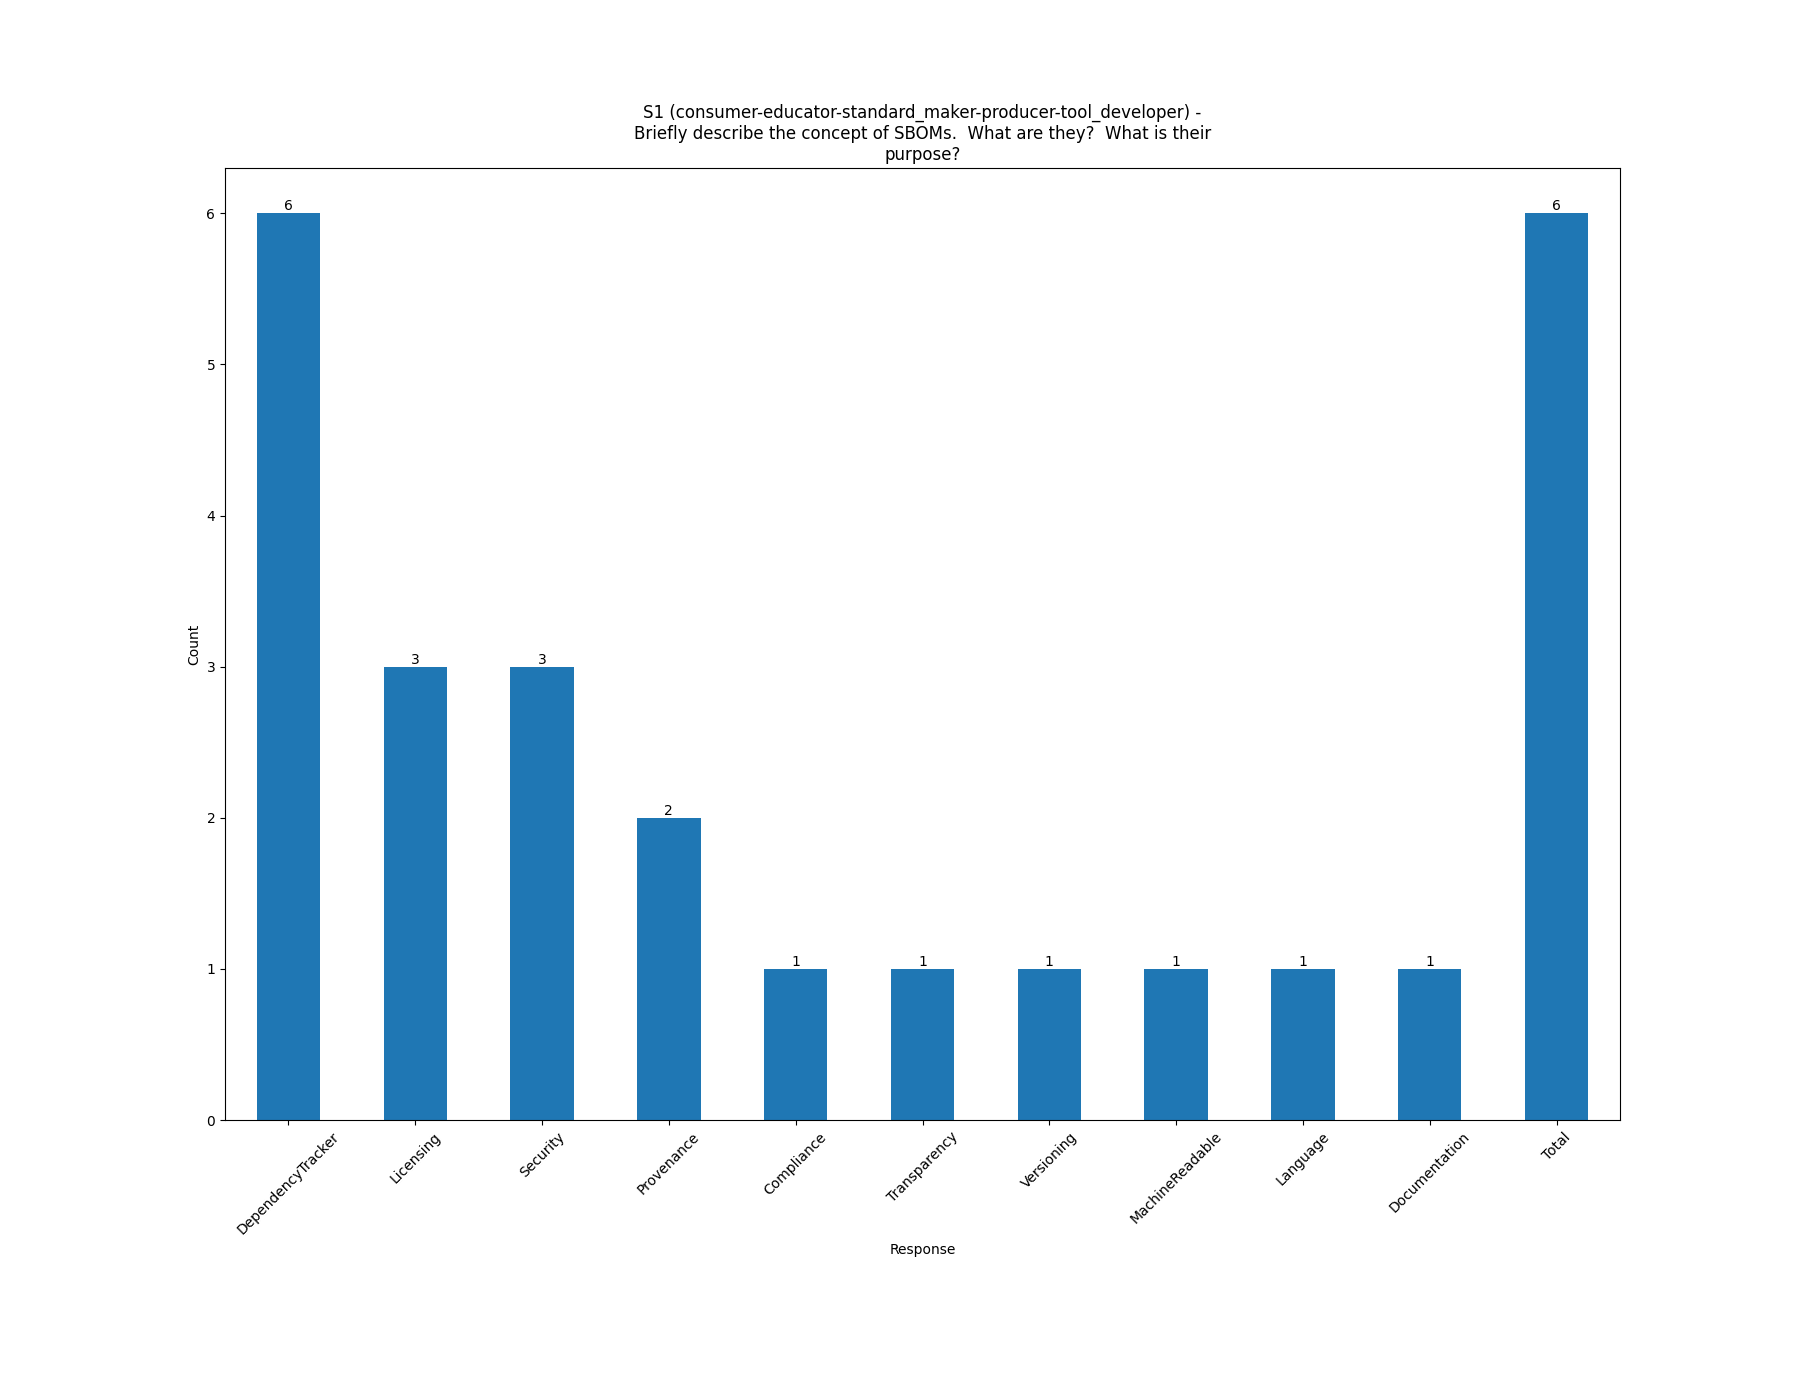 S1 (consumer-educator-standard_maker-producer-tool_developer) -
Briefly describe the concept of SBOMs.  What are they?  What is their
purpose?
6
5
4
3
2
1
0
Count
6
3
3
2
1
1
1
1
1
1
6
DependencyTracker
Licensing
Security
Provenance
Compliance
Transparency
Versioning
MachineReadable
Language
Documentation
Total
Response